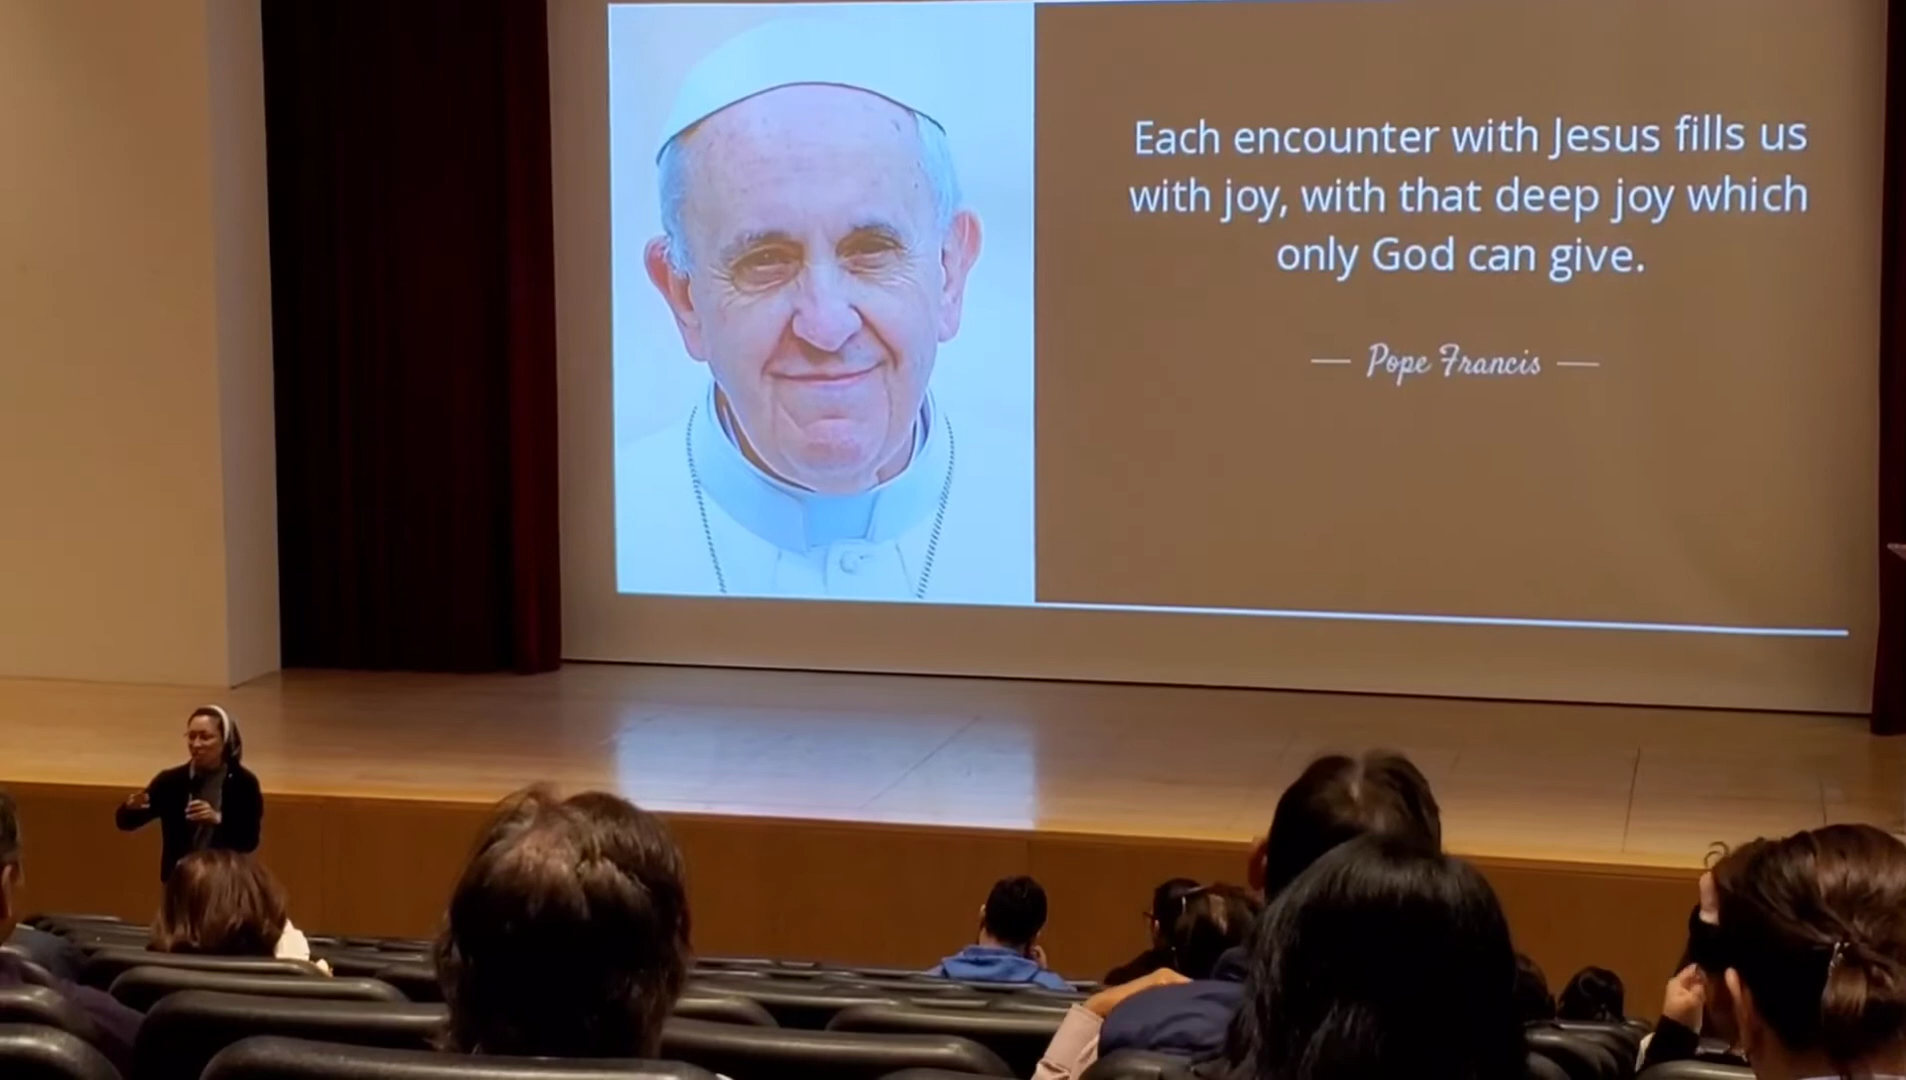 Each encounter with Jesus fills us
with joy, with that deep joy which
only God can give.
— Pope Francis —